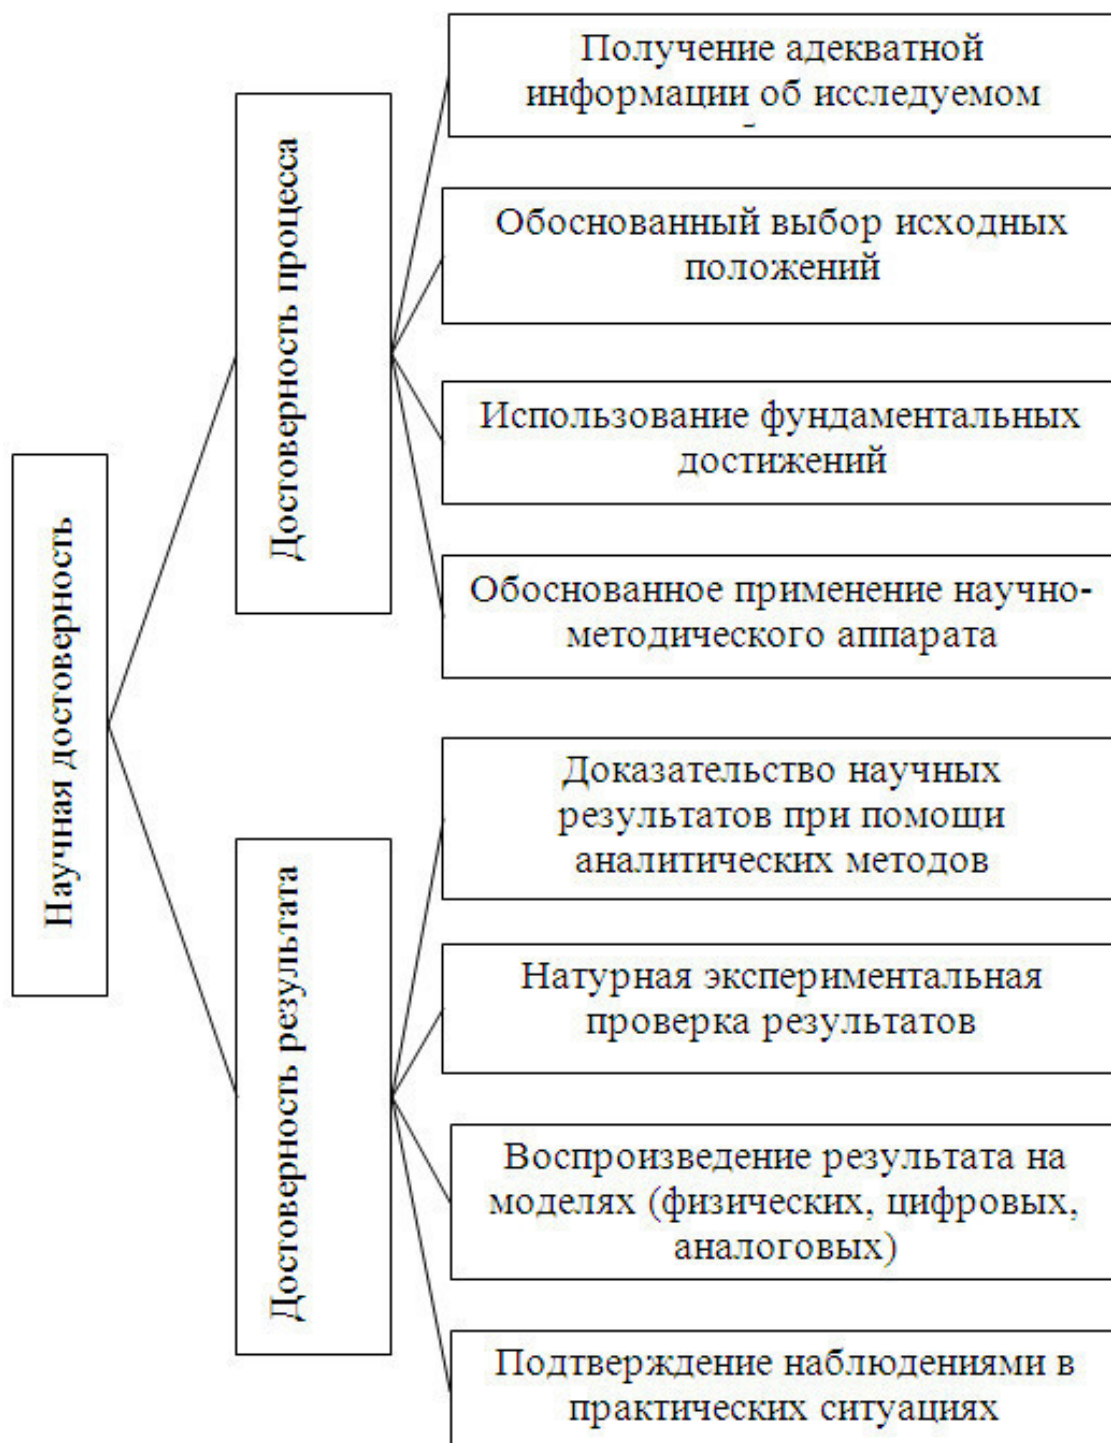 Научная достоверность
Достоверность процесса
Получение адекватной
информации об исследуемом
Обоснованный выбор исходных
положений
Использование фундаментальных
достижений
Обоснованное применение научно-
методического аппарата
Достоверность результата
Доказательство научных
результатов при помощи
аналитических методов
Натурная экспериментальная
проверка результатов
Воспроизведение результата на
моделях (физических, цифровых,
аналоговых)
Подтверждение наблюдениями в
практических ситуациях